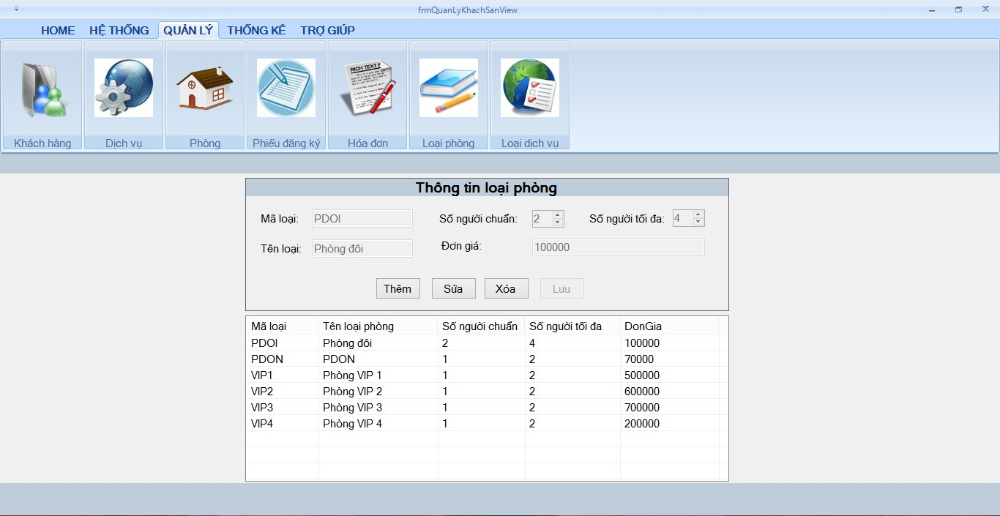 frmQuanLyKhachSanView
HOME HỆ THỐNG QUẢN LÝ THỐNG KÊ TRỢ GIÚP
RICH TEXT F
Khách hàng Dịch vụ Phòng Phiếu đăng ký Hóa đơn Loại phòng Loại dịch vụ
Thông tin loại phòng
Mã loại: PDOI Số người chuẩn: 2 Số người tối đa: 4
Tên loại: Phòng đôi Đơn giá: 100000
Thêm Sửa Xóa Lưu
Mã loại Tên loại phòng Số người chuẩn Số người tối đa DonGia
PDOI Phòng đôi 2 4 100000
PDON PDON 1 2 70000
VIP1 Phòng VIP 1 1 2 500000
VIP2 Phòng VIP 2 1 2 600000
VIP3 Phòng VIP 3 1 2 700000
VIP4 Phòng VIP 4 1 2 200000